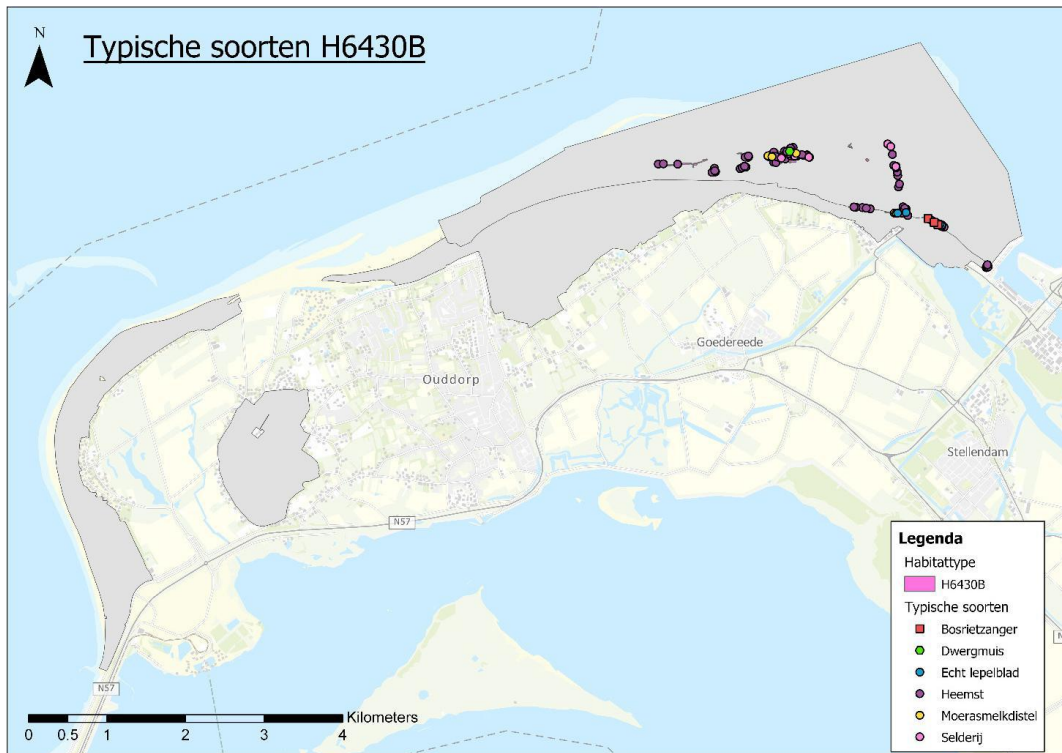 N
Typische soorten H6430B
Goedereede
Ouddorp
Stellendam
N57
N57
N
0 0.5 1 2 3 4 Kilometers
Legenda
Habitattype
H6430B
Typische soorten
Bosrietzanger
Dwergmuis
Echt lepelblad
Heemst
Moerasmelkdistel
Selderij